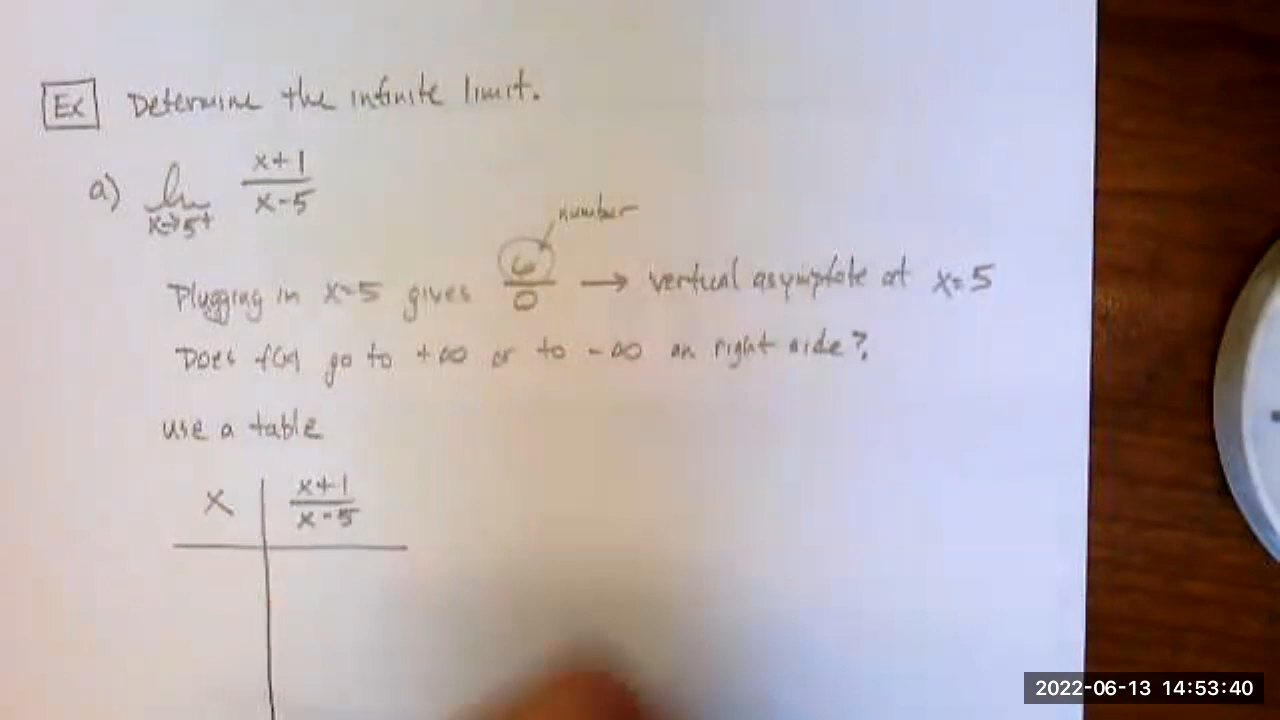 Ex Determine the infinite limit.
a) lim x→5+ x+1/x-5
number
Plugging in x=5 gives 6/0 → vertical asymptote at x=5
Does f(x) go to +∞ or to -∞ on right side?
use a table
x | x+1/x-5
2022-06-13 14:53:40